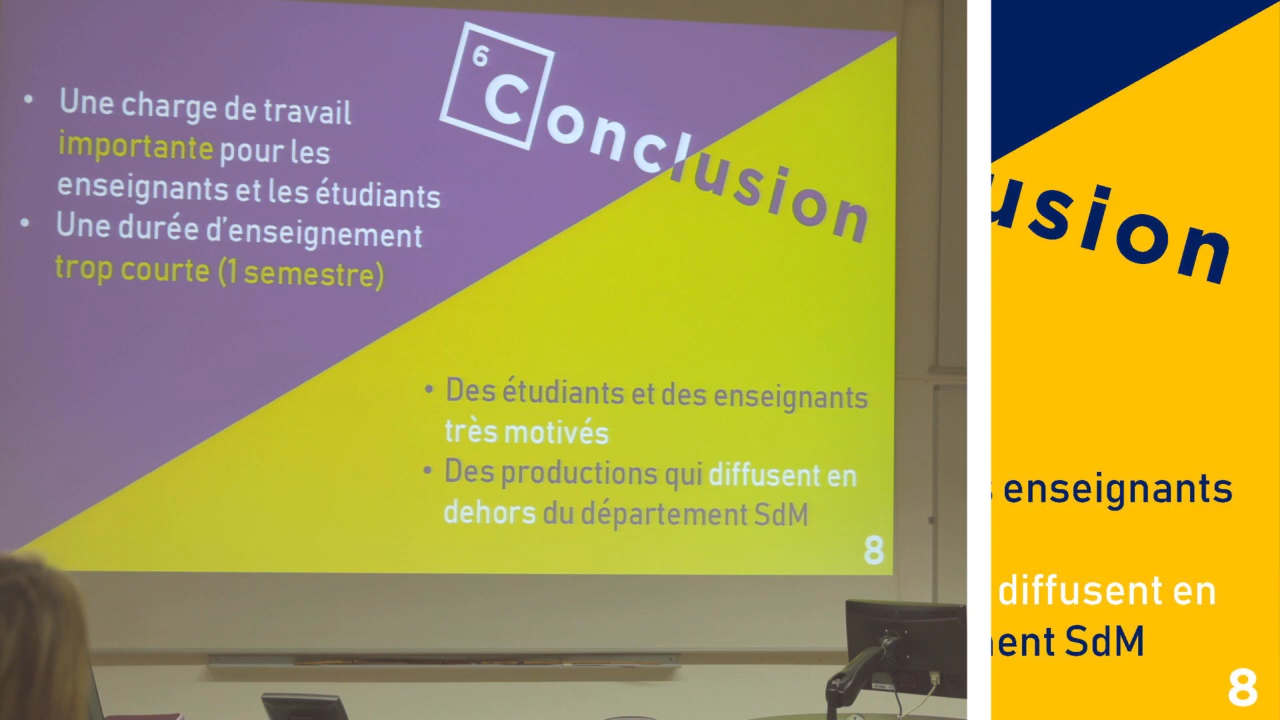 6
Conclusion
• Une charge de travail
importante pour les
enseignants et les étudiants
• Une durée d'enseignement
trop courte (1 semestre)
• Des étudiants et des enseignants
très motivés
• Des productions qui diffusent en
dehors du département SdM
8
usion
enseignants
diffusent en
ent SdM
8